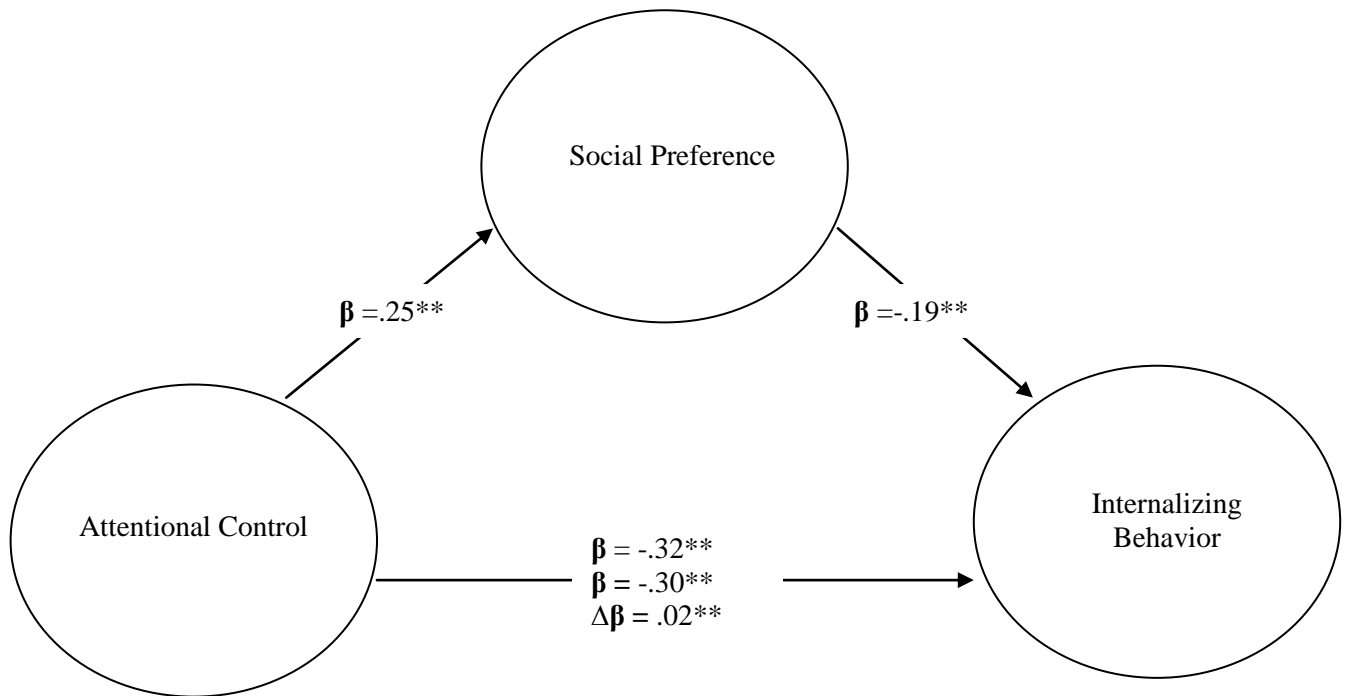 Social Preference
β =.25**
β =-.19**
Attentional Control
Internalizing
Behavior
β = -.32**
β = -.30**
Δβ = .02**